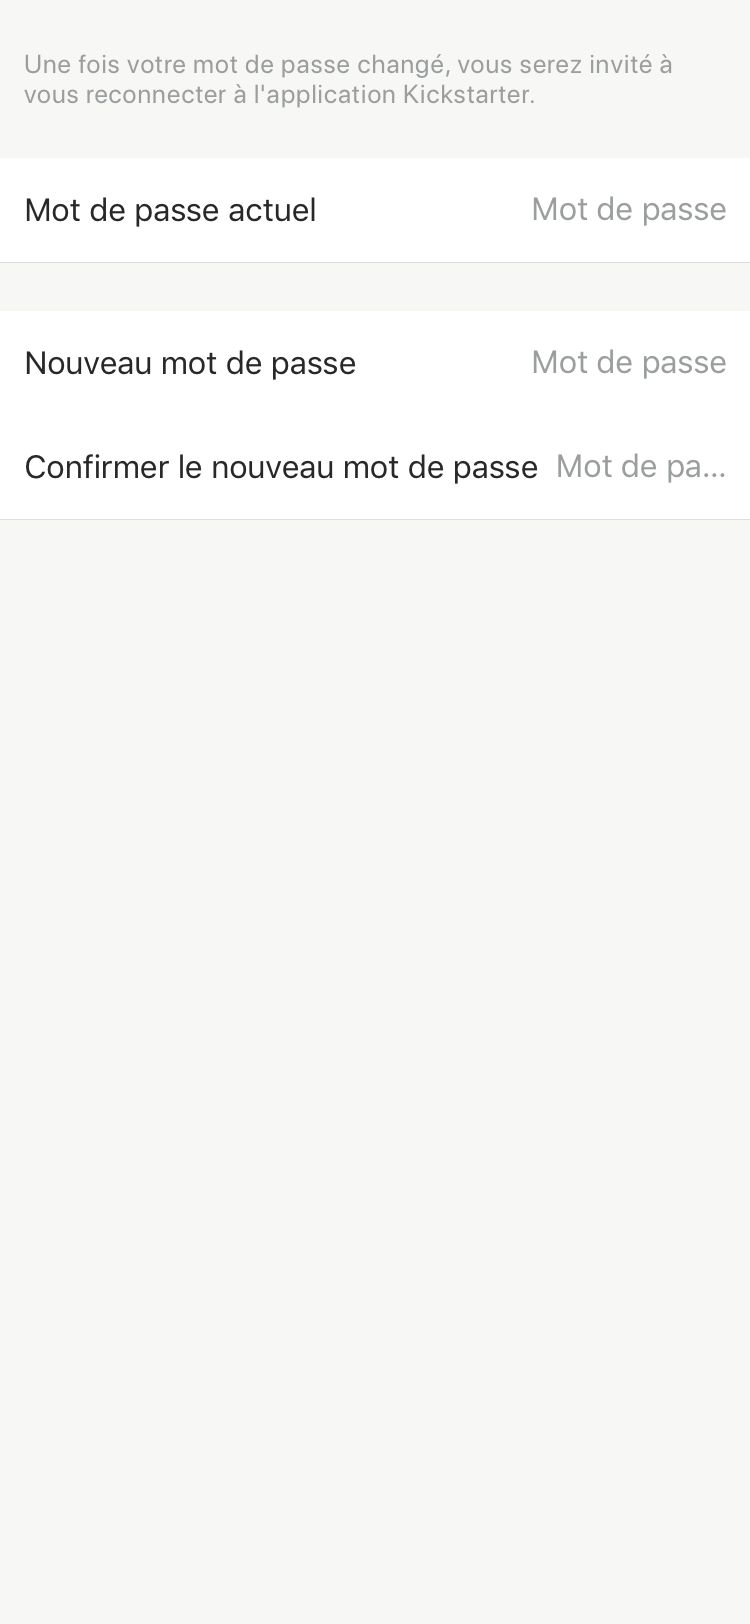 Une fois votre mot de passe changé, vous serez invité à
vous reconnecter à l'application Kickstarter.
Mot de passe actuel Mot de passe
Nouveau mot de passe Mot de passe
Confirmer le nouveau mot de passe Mot de pa...